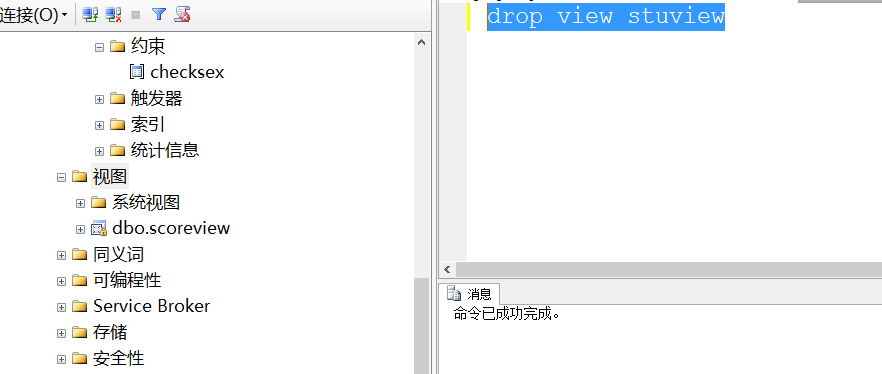 连接(O)
约束
checksex
触发器
索引
统计信息
视图
系统视图
dbo.scoreview
同义词
可编程性
Service Broker
存储
安全性
drop view stuview
消息
命令已成功完成。